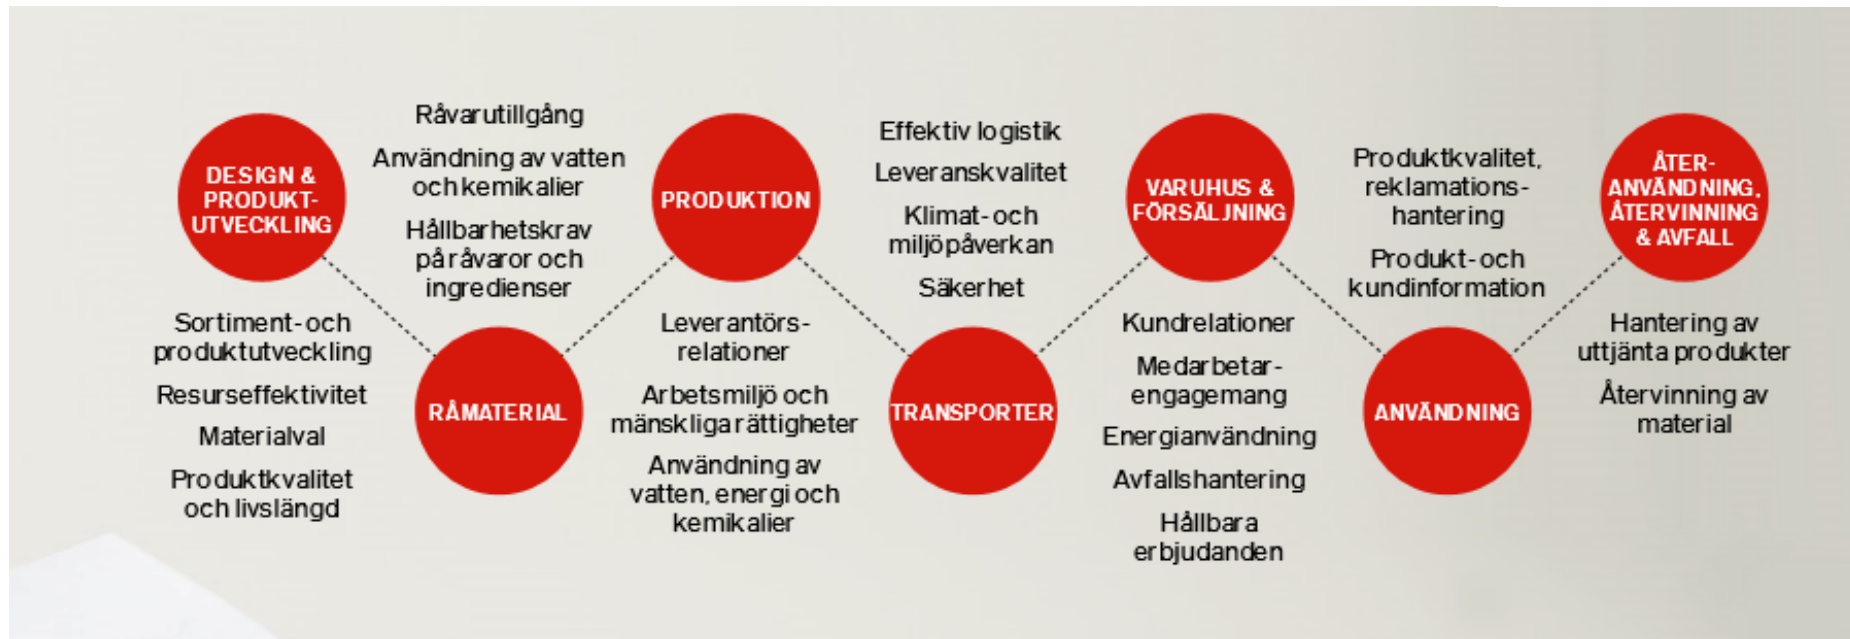 DESIGN &
PRODUKT-
UTVECKLING
Sortiment- och
produktutveckling
Resurseffektivitet
Materialval
Produktkvalitet
och livslängd
Råvarutillgång
Användning av vatten
och kemikalier
Hållbarhetskrav
på råvaror och
ingredienser
RÅMATERIAL
PRODUKTION
Leverantörs-
relationer
Arbetsmiljö och
mänskliga rättigheter
Användning av
vatten, energi och
kemikalier
Effektiv logistik
Leveranskvalitet
Klimat- och
miljöpåverkan
Säkerhet
TRANSPORTER
VARUHUS &
FÖRSÄLJNING
Kundrelationer
Medarbetar-
engagemang
Energianvändning
Avfallshantering
Hållbara
erbjudanden
Produktkvalitet,
reklamations-
hantering
Produkt- och
kundinformation
ANVÄNDNING
ÅTER-
ANVÄNDNING,
ÅTERVINNING
& AVFALL
Hantering av
uttjänta produkter
Återvinning av
material